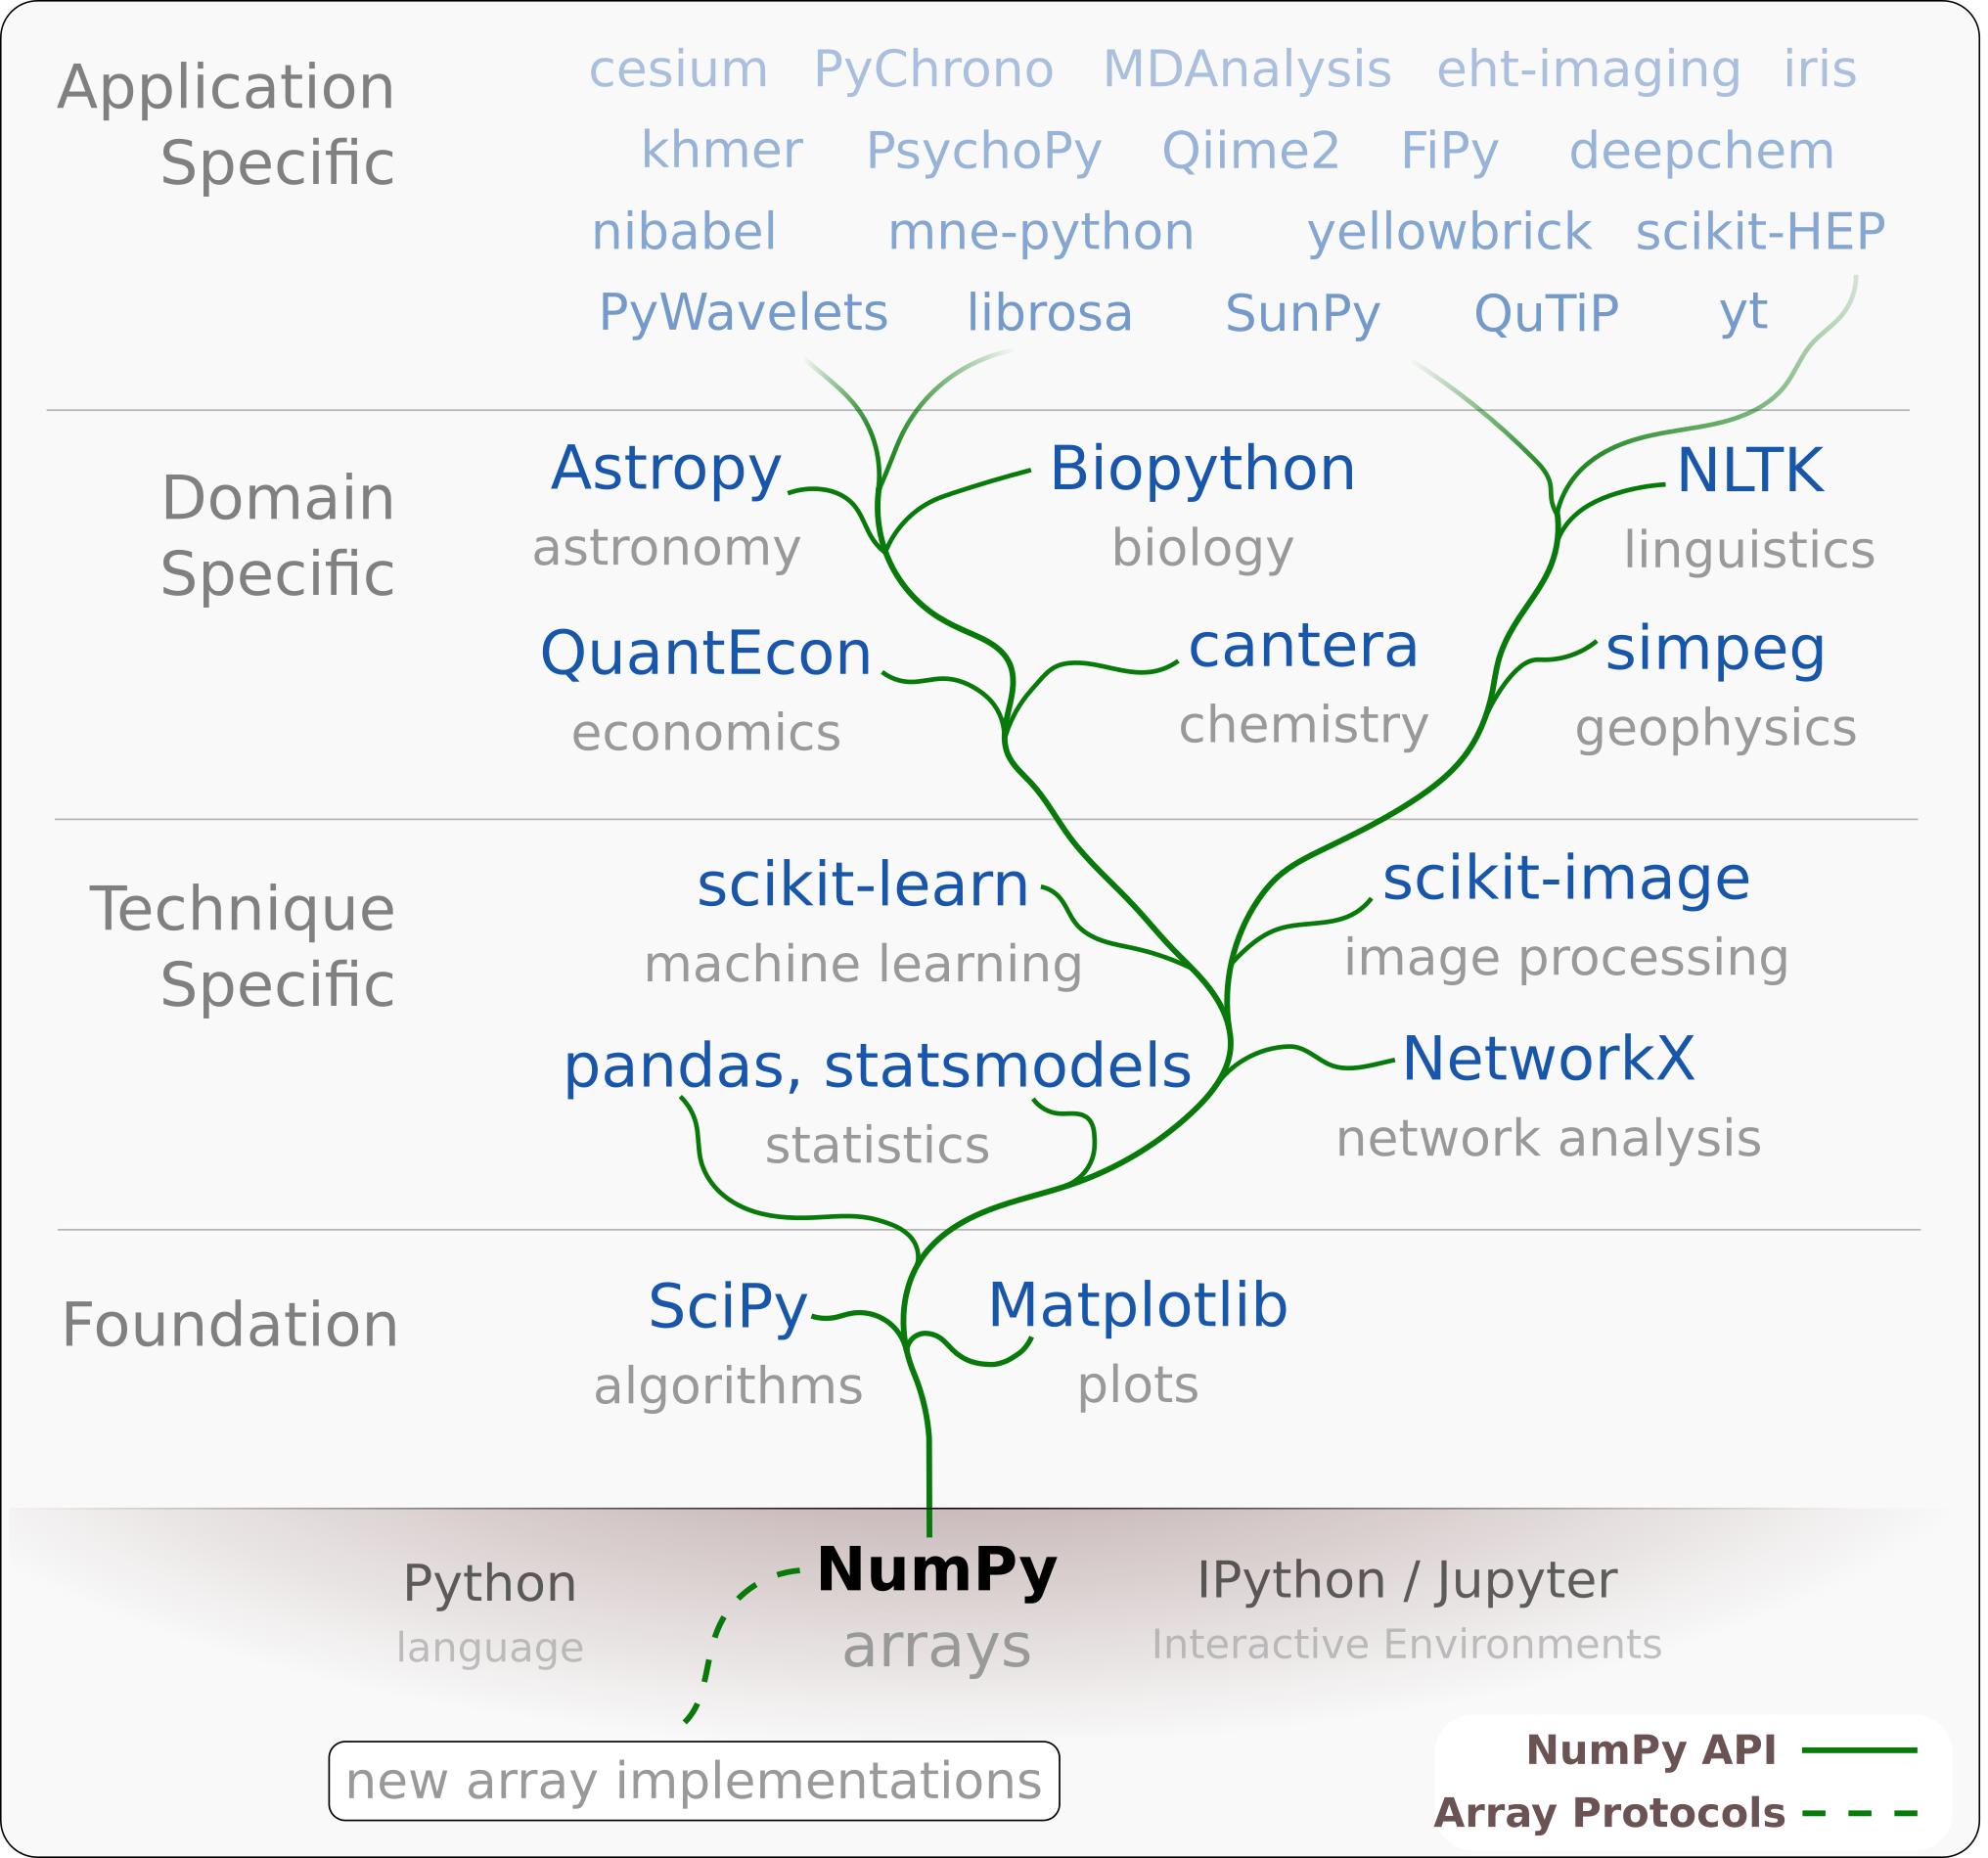 Application
Specific
cesium PyChrono MDAnalysis eht-imaging iris
khmer PsychoPy Qiime2 FiPy deepchem
nibabel mne-python yellowbrick scikit-HEP
PyWavelets librosa SunPy QuTiP yt
Domain
Specific
Astropy Biopython NLTK
astronomy biology linguistics
QuantEcon cantera simpeg
economics chemistry geophysics
Technique
Specific
scikit-learn scikit-image
machine learning image processing
pandas, statsmodels NetworkX
statistics network analysis
Foundation
SciPy Matplotlib
algorithms plots
Python NumPy IPython / Jupyter
language arrays Interactive Environments
new array implementations
NumPy API
Array Protocols